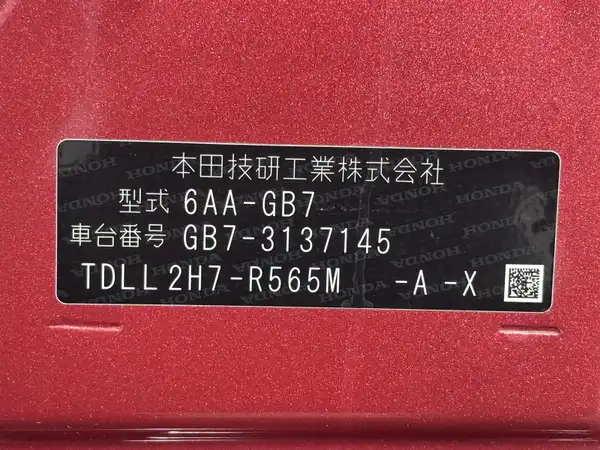 本田技研工業株式会社
型式 6AA-GB7
車台番号 GB7-3137145
TDLL2H7-R565M -A -X